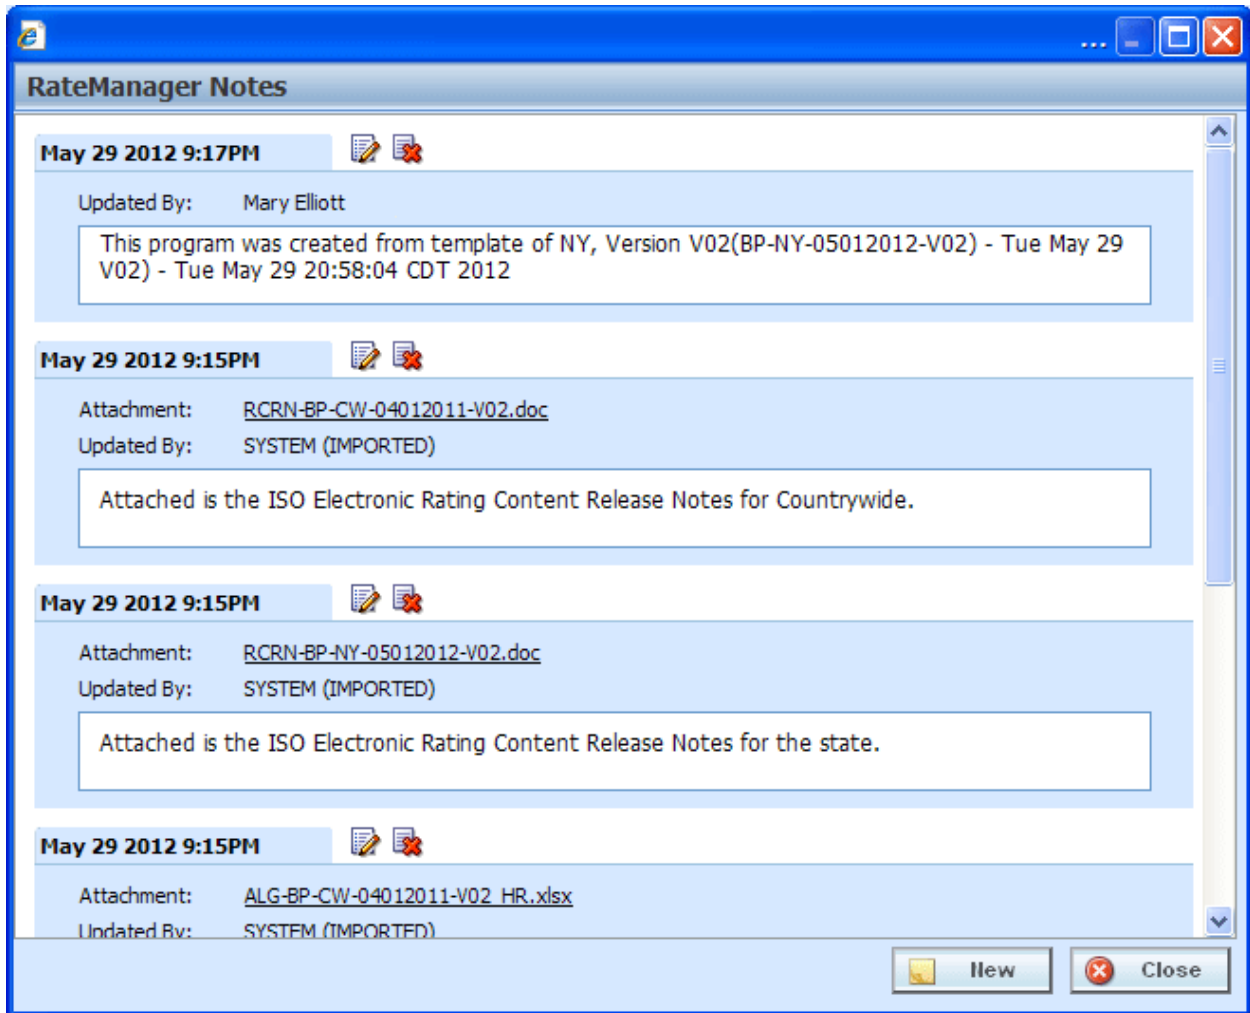 ...
RateManager Notes
May 29 2012 9:17PM
Updated By: Mary Elliott
This program was created from template of NY, Version V02(BP-NY-05012012-V02) - Tue May 29
V02) - Tue May 29 20:58:04 CDT 2012
May 29 2012 9:15PM
Attachment: RCRN-BP-CW-04012011-V02.doc
Updated By: SYSTEM (IMPORTED)
Attached is the ISO Electronic Rating Content Release Notes for Countrywide.
May 29 2012 9:15PM
Attachment: RCRN-BP-NY-05012012-V02.doc
Updated By: SYSTEM (IMPORTED)
Attached is the ISO Electronic Rating Content Release Notes for the state.
May 29 2012 9:15PM
Attachment: ALG-BP-CW-04012011-V02_HR.xlsx
Updated By: SYSTEM (IMPORTED)
New Close